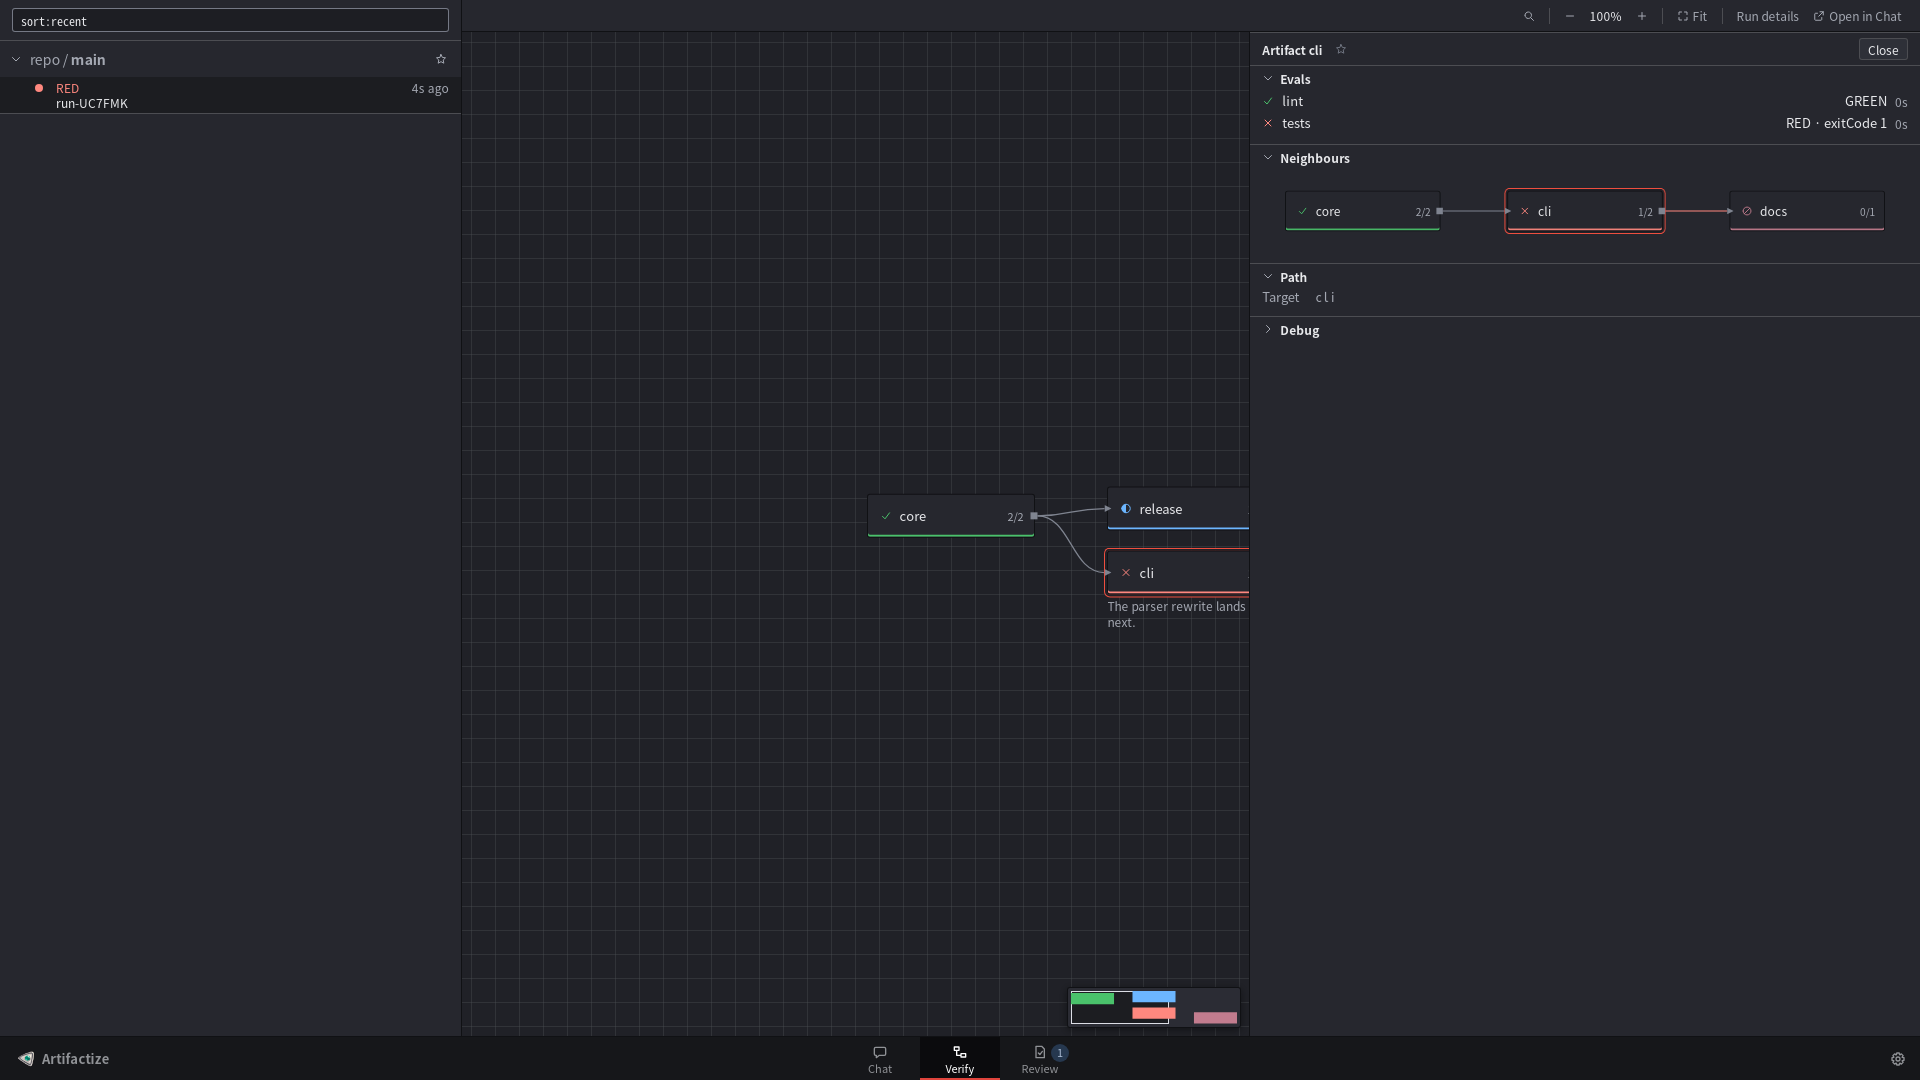 sort:recent
100%
Fit
Run details
Open in Chat
repo / main
RED
4s ago
run-UC7FMK
core
2/2
release
cli
The parser rewrite lands
next.
Artifact cli
Close
Evals
lint
GREEN 0s
tests
RED · exitCode 1 0s
Neighbours
core 2/2
cli 1/2
docs 0/1
Path
Target cli
Debug
Artifactize
Chat
Verify
Review
1